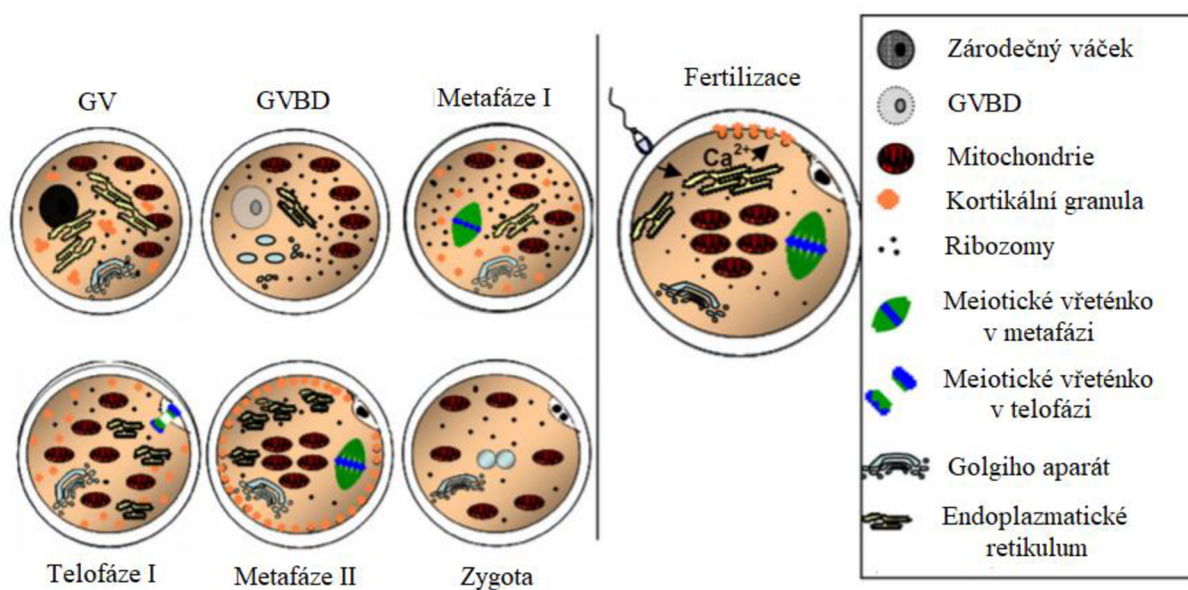 GV
GVBD
Metafáze I
Telofáze I
Metafáze II
Zygota
Fertilizace
Ca2+
Zárodečný váček
GVBD
Mitochondrie
Kortikální granula
Ribozomy
Meiotické vřeténko
v metafázi
Meiotické vřeténko
v telofázi
Golgiho aparát
Endoplazmatické
retikulum